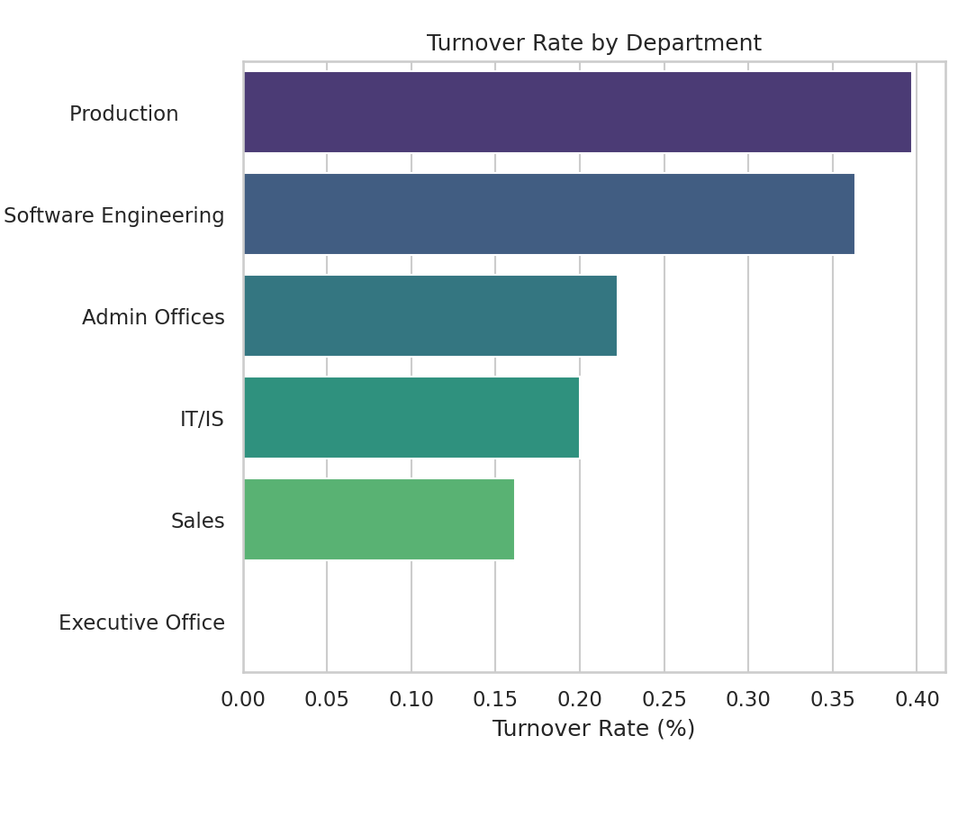 Turnover Rate by Department
Production
Software Engineering
Admin Offices
IT/IS
Sales
Executive Office
0.00 0.05 0.10 0.15 0.20 0.25 0.30 0.35 0.40
Turnover Rate (%)